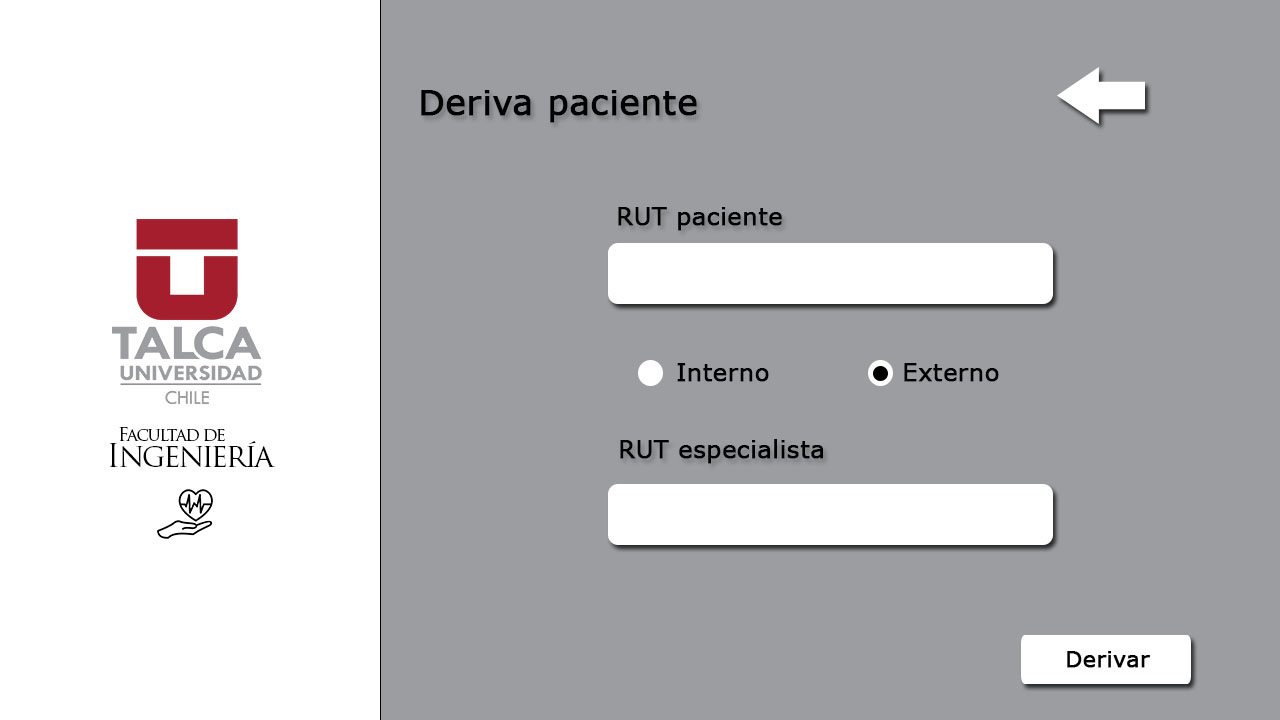 TALCA
UNIVERSIDAD
CHILE
FACULTAD DE
INGENIERÍA
Deriva paciente
RUT paciente
Interno
Externo
RUT especialista
Derivar